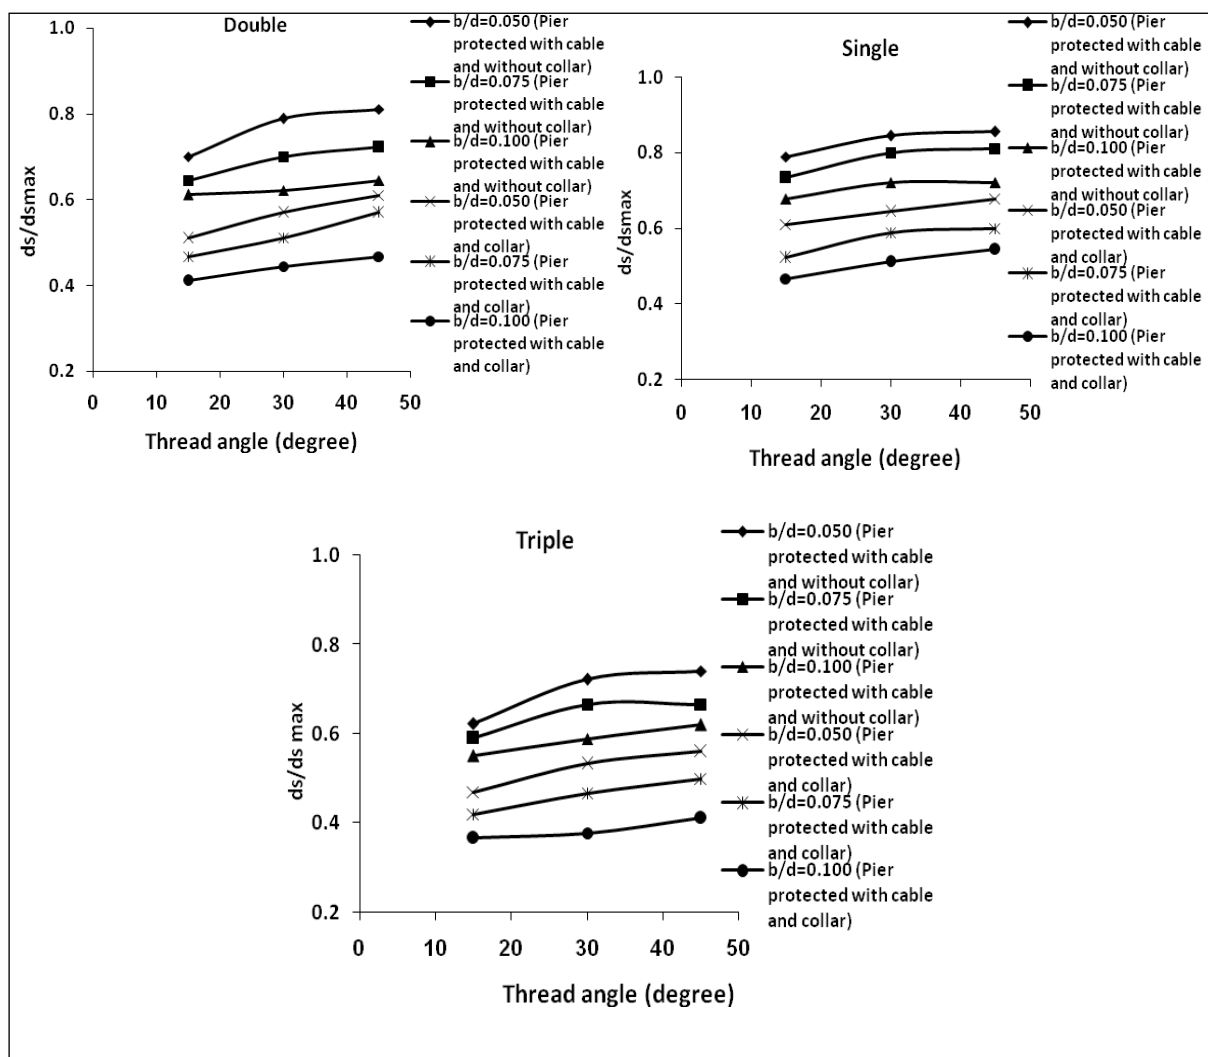 Double
ds/dsmax
1.0
0.8
0.6
0.4
0.2
0 10 20 30 40 50
Thread angle (degree)
b/d=0.050 (Pier
protected with cable
and without collar)
b/d=0.075 (Pier
protected with cable
and without collar)
b/d=0.100 (Pier
protected with cable
and without collar)
b/d=0.050 (Pier
protected with cable
and collar)
b/d=0.075 (Pier
protected with cable
and collar)
b/d=0.100 (Pier
protected with cable
and collar)
Single
ds/dsmax
1.0
0.8
0.6
0.4
0.2
0 10 20 30 40 50
Thread angle (degree)
b/d=0.050 (Pier
protected with cable
and without collar)
b/d=0.075 (Pier
protected with cable
and without collar)
b/d=0.100 (Pier
protected with cable
and without collar)
b/d=0.050 (Pier
protected with cable
and collar)
b/d=0.075 (Pier
protected with cable
and collar)
b/d=0.100 (Pier
protected with cable
and collar)
Triple
ds/ds max
1.0
0.8
0.6
0.4
0.2
0 10 20 30 40 50
Thread angle (degree)
b/d=0.050 (Pier
protected with cable
and without collar)
b/d=0.075 (Pier
protected with cable
and without collar)
b/d=0.100 (Pier
protected with cable
and without collar)
b/d=0.050 (Pier
protected with cable
and collar)
b/d=0.075 (Pier
protected with cable
and collar)
b/d=0.100 (Pier
protected with cable
and collar)